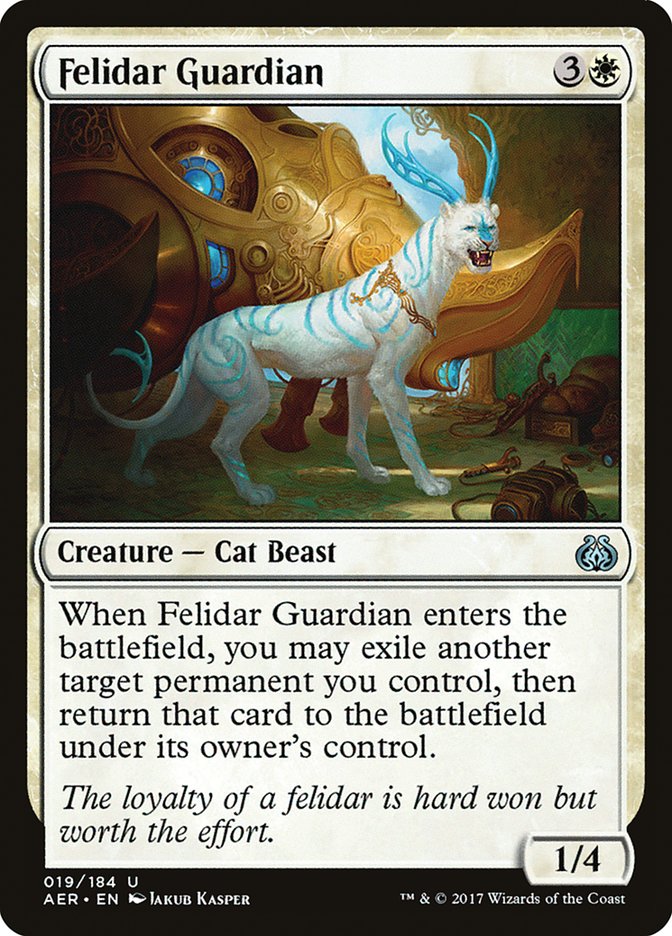 Felidar Guardian 3
Creature — Cat Beast
When Felidar Guardian enters the
battlefield, you may exile another
target permanent you control, then
return that card to the battlefield
under its owner's control.
The loyalty of a felidar is hard won but
worth the effort.
1/4
019/184 U
AER • EN Jakub Kasper
™ & © 2017 Wizards of the Coast